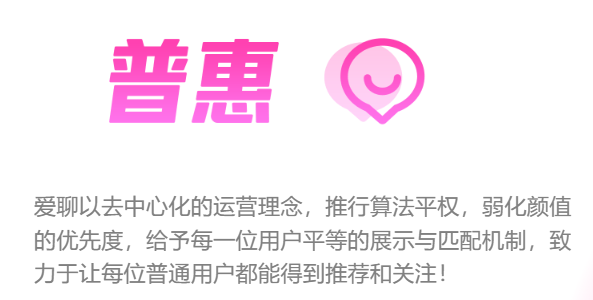 普惠
爱聊以去中心化的运营理念，推行算法平权，弱化颜值
的优先度，给予每一位用户平等的展示与匹配机制，致
力于让每位普通用户都能得到推荐和关注！